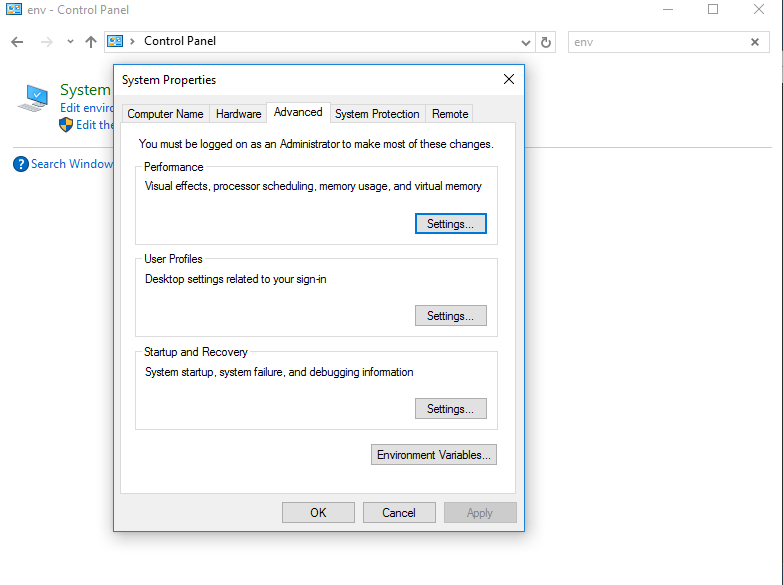 env - Control Panel
Control Panel
env
System
Edit enviro
Edit the
Search Window
System Properties
Computer Name
Hardware
Advanced
System Protection
Remote
You must be logged on as an Administrator to make most of these changes.
Performance
Visual effects, processor scheduling, memory usage, and virtual memory
Settings...
User Profiles
Desktop settings related to your sign-in
Settings...
Startup and Recovery
System startup, system failure, and debugging information
Settings...
Environment Variables...
OK
Cancel
Apply